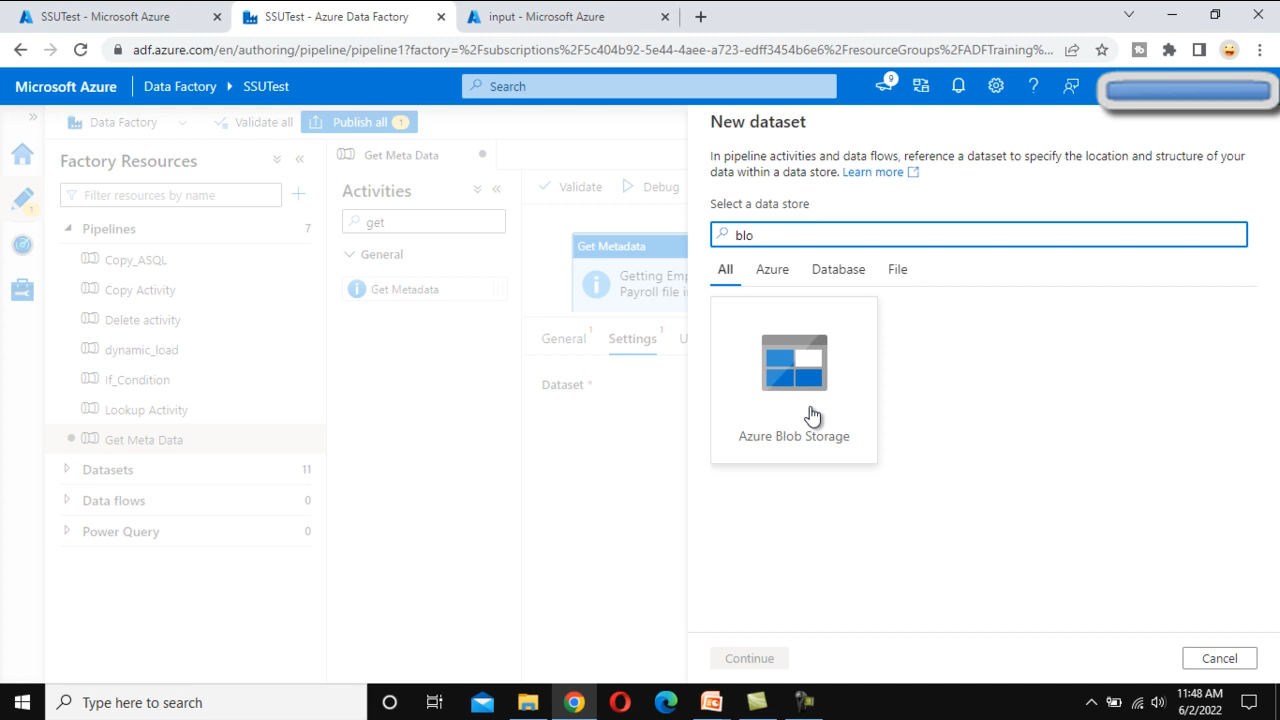 SSUTest - Microsoft Azure
SSUTest - Azure Data Factory
input - Microsoft Azure
adf.azure.com/en/authoring/pipeline/pipeline1?factory=%2Fsubscriptions%2F5c404b92-5e44-4aee-a723-edff3454b6e6%2FresourceGroups%2FADFTraining%...
Microsoft Azure
Data Factory
SSUTest
Search
9
Data Factory
Validate all
Publish all
1
Factory Resources
Filter resources by name
Pipelines 7
Copy_ASQL
Copy Activity
Delete activity
dynamic_load
If_Condition
Lookup Activity
Get Meta Data
Datasets 11
Data flows 0
Power Query 0
Get Meta Data
Activities
get
General
Get Metadata
Validate
Debug
Get Metadata
Getting Emp
Payroll file in
General 1
Settings 1
U
Dataset *
New dataset
In pipeline activities and data flows, reference a dataset to specify the location and structure of your
data within a data store. Learn more
Select a data store
blo
All
Azure
Database
File
Azure Blob Storage
Continue
Cancel
Type here to search
11:48 AM
6/2/2022